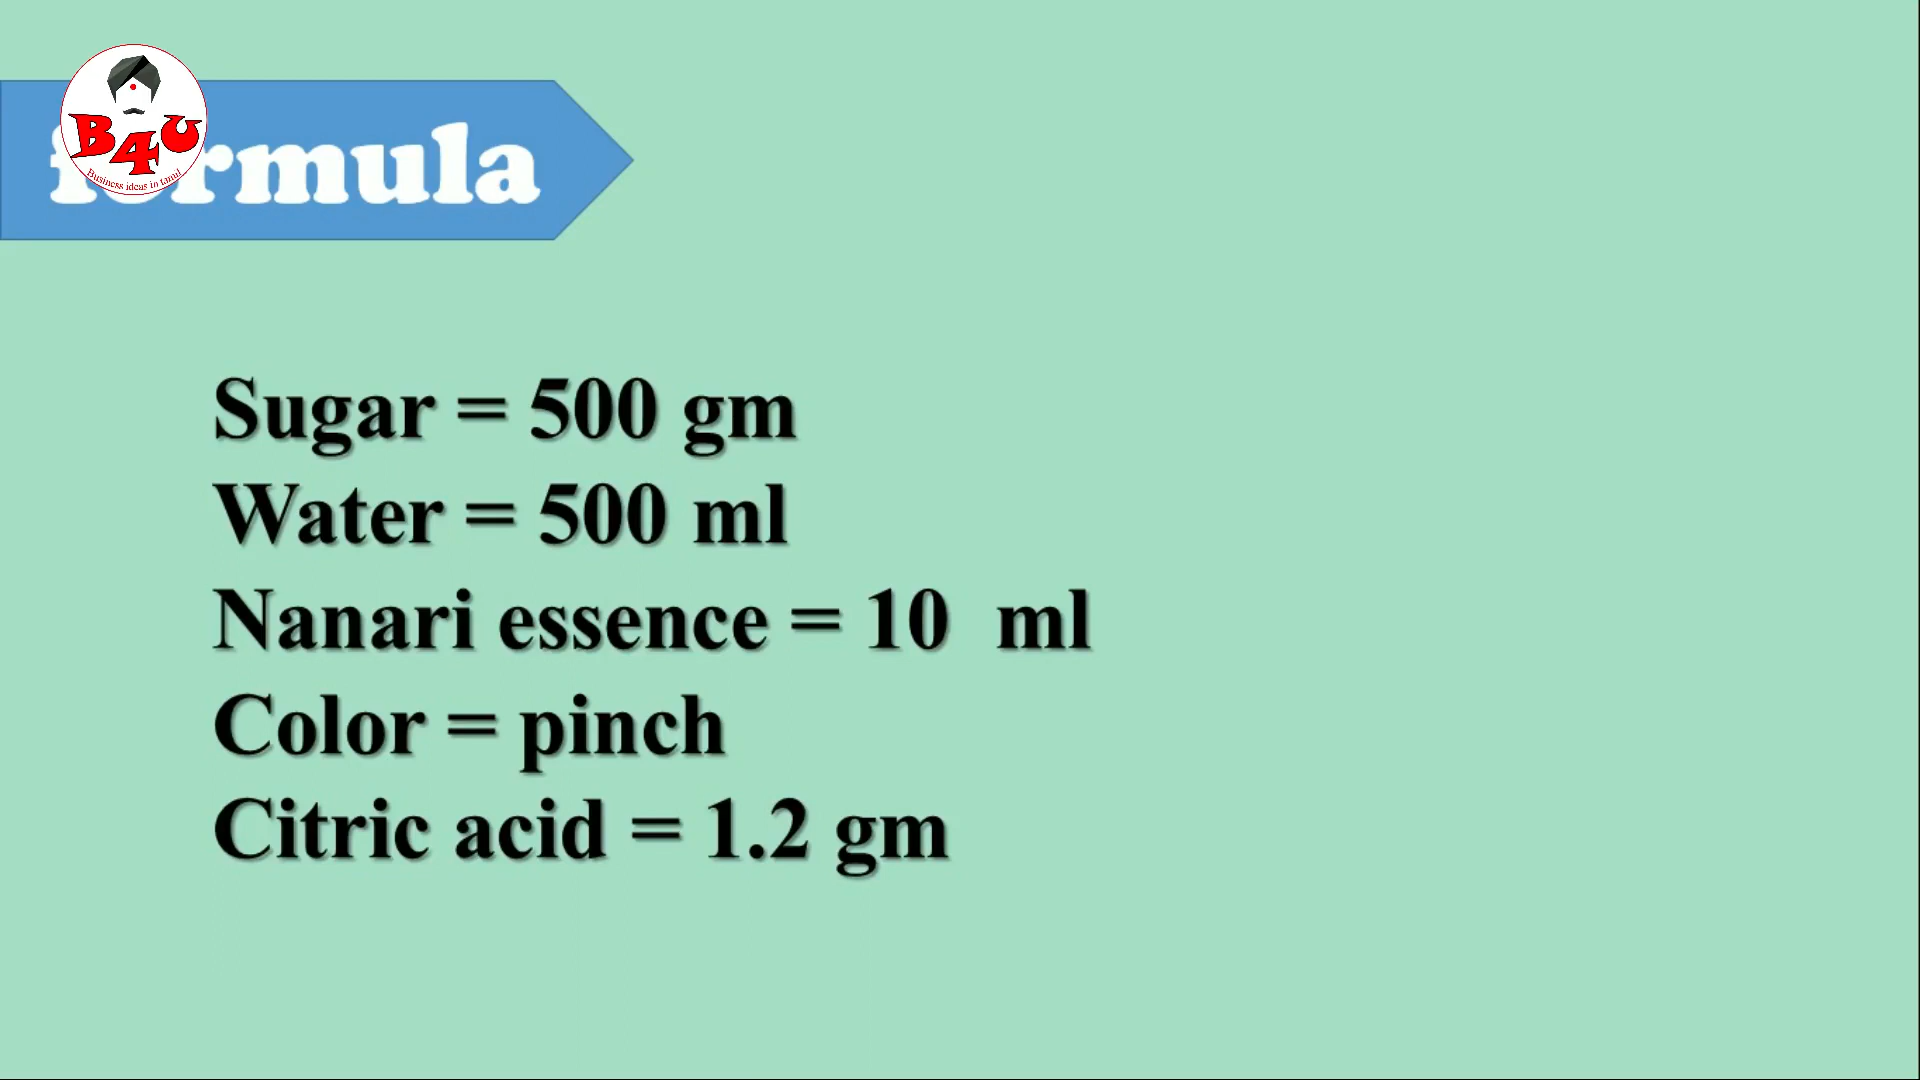 B4U
Business ideas in tamil
formula
Sugar = 500 gm
Water = 500 ml
Nanari essence = 10 ml
Color = pinch
Citric acid = 1.2 gm